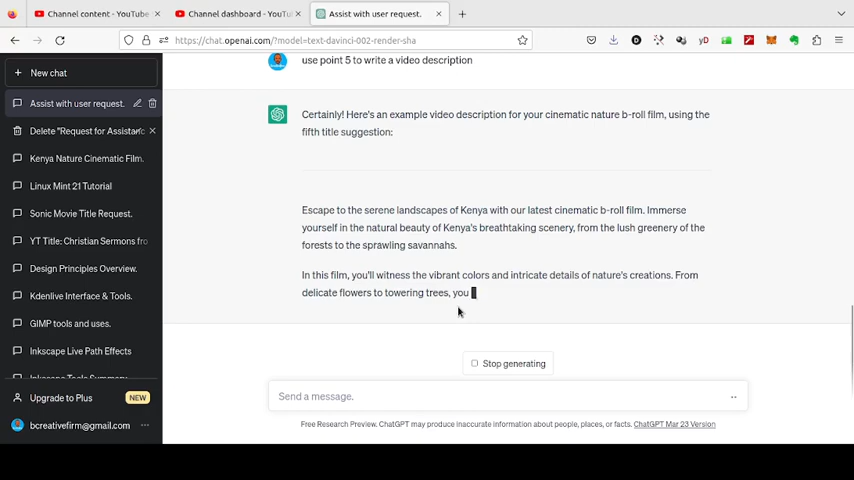 Channel content - YouTube
Channel dashboard - YouTube
Assist with user request.
https://chat.openai.com/?model=text-davinci-002-render-sha
New chat
Assist with user request.
Delete "Request for Assistanc
Kenya Nature Cinematic Film.
Linux Mint 21 Tutorial
Sonic Movie Title Request.
YT Title: Christian Sermons fro
Design Principles Overview.
Kdenlive Interface & Tools.
GIMP tools and uses.
Inkscape Live Path Effects
Inkscape Tools Summary
Upgrade to Plus
NEW
bcreativefirm@gmail.com
use point 5 to write a video description
Certainly! Here's an example video description for your cinematic nature b-roll film, using the
fifth title suggestion:
Escape to the serene landscapes of Kenya with our latest cinematic b-roll film. Immerse
yourself in the natural beauty of Kenya's breathtaking scenery, from the lush greenery of the
forests to the sprawling savannahs.
In this film, you'll witness the vibrant colors and intricate details of nature's creations. From
delicate flowers to towering trees, you
Stop generating
Send a message.
Free Research Preview. ChatGPT may produce inaccurate information about people, places, or facts. ChatGPT Mar 23 Version